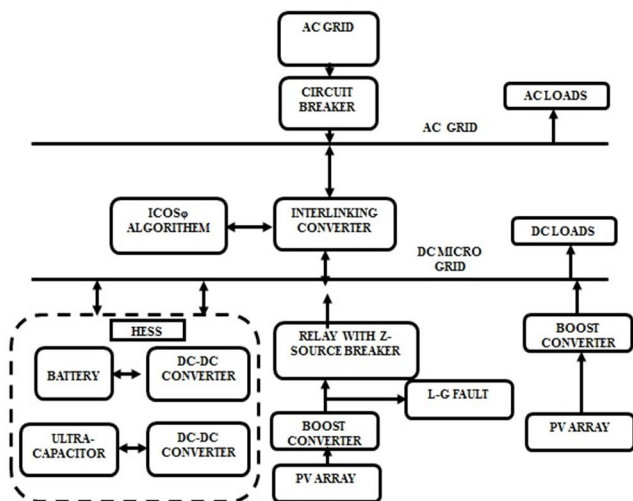 AC GRID
CIRCUIT
BREAKER
AC LOADS
AC GRID
ICOSφ
ALGORITHEM
INTERLINKING
CONVERTER
DC LOADS
DC MICRO
GRID
HESS
BATTERY
DC-DC
CONVERTER
ULTRA-
CAPACITOR
DC-DC
CONVERTER
RELAY WITH Z-
SOURCE BREAKER
L-G FAULT
BOOST
CONVERTER
PV ARRAY
BOOST
CONVERTER
PV ARRAY